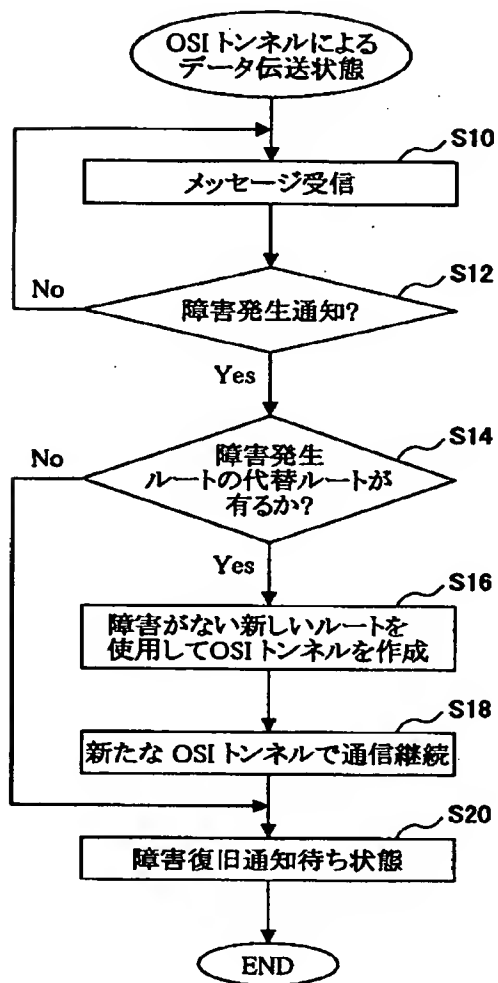 OSI トンネルによる
データ伝送状態
S10
メッセージ受信
S12
No
障害発生通知?
Yes
S14
No
障害発生
ルートの代替ルートが
有るか?
Yes
S16
障害がない新しいルートを
使用してOSI トンネルを作成
S18
新たな OSI トンネルで通信継続
S20
障害復旧通知待ち状態
END